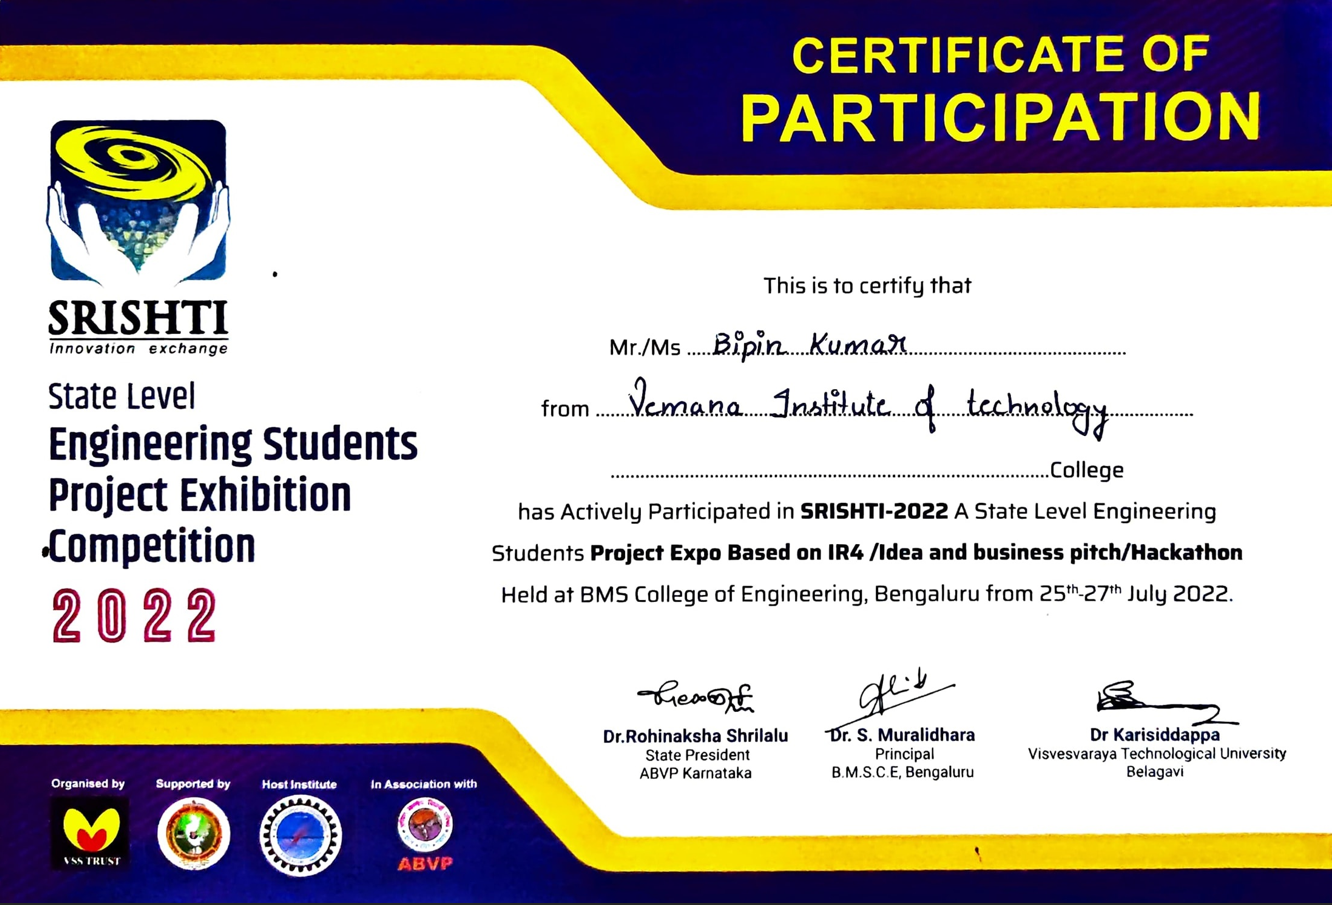 CERTIFICATE OF
PARTICIPATION
SRISHTI
Innovation exchange
State Level
Engineering Students
Project Exhibition
Competition
2022
This is to certify that
Mr./Ms ....Bipin Kumar....
from ....Vemana Institute of technology....
....College
has Actively Participated in SRISHTI-2022 A State Level Engineering
Students Project Expo Based on IR4 /Idea and business pitch/Hackathon
Held at BMS College of Engineering, Bengaluru from 25th-27th July 2022.
Dr.Rohinaksha Shrilalu
State President
ABVP Karnataka
Dr. S. Muralidhara
Principal
B.M.S.C.E, Bengaluru
Dr Karisiddappa
Visvesvaraya Technological University
Belagavi
Organised by
VSS TRUST
Supported by
Host Institute
In Association with
ABVP